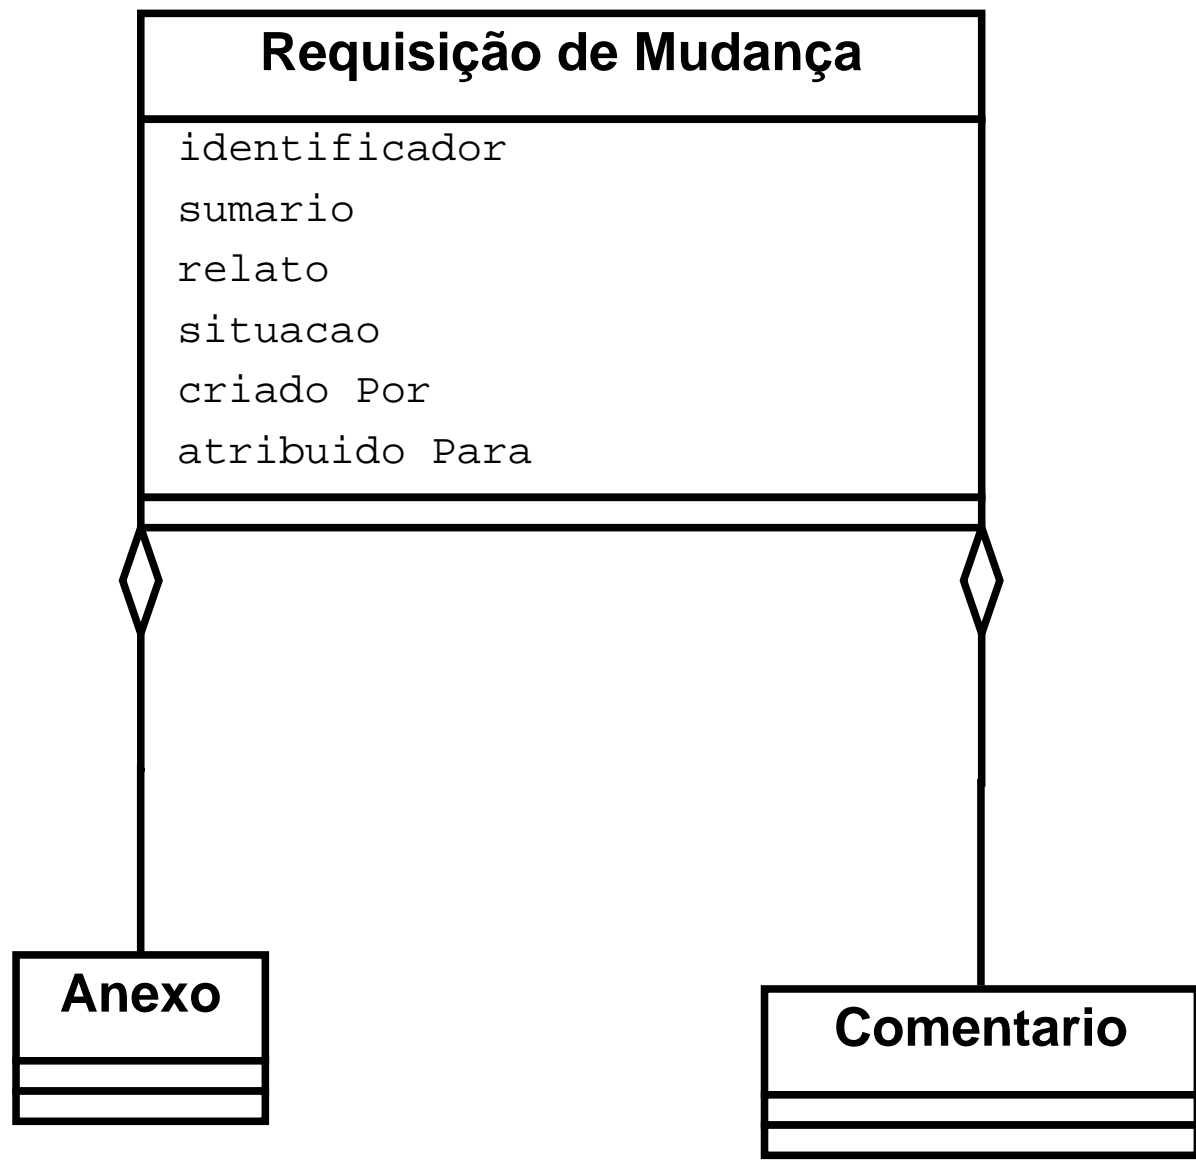 Requisição de Mudança
identificador
sumario
relato
situacao
criado Por
atribuido Para
Anexo
Comentario